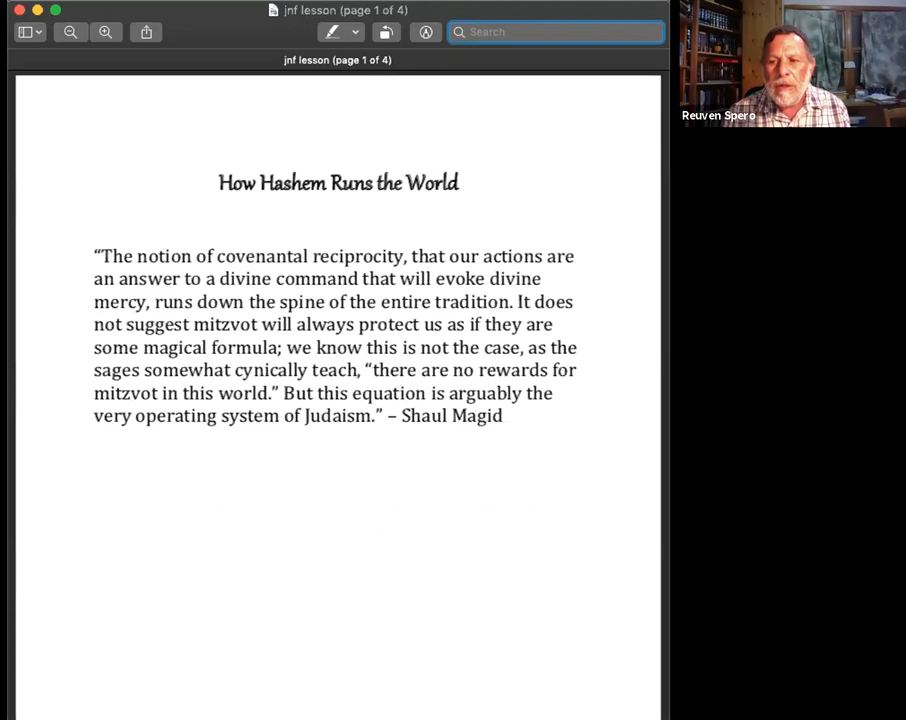 jnf lesson (page 1 of 4)
Search
jnf lesson (page 1 of 4)
Reuven Spero
How Hashem Runs the World
“The notion of covenantal reciprocity, that our actions are
an answer to a divine command that will evoke divine
mercy, runs down the spine of the entire tradition. It does
not suggest mitzvot will always protect us as if they are
some magical formula; we know this is not the case, as the
sages somewhat cynically teach, “there are no rewards for
mitzvot in this world.” But this equation is arguably the
very operating system of Judaism.” – Shaul Magid